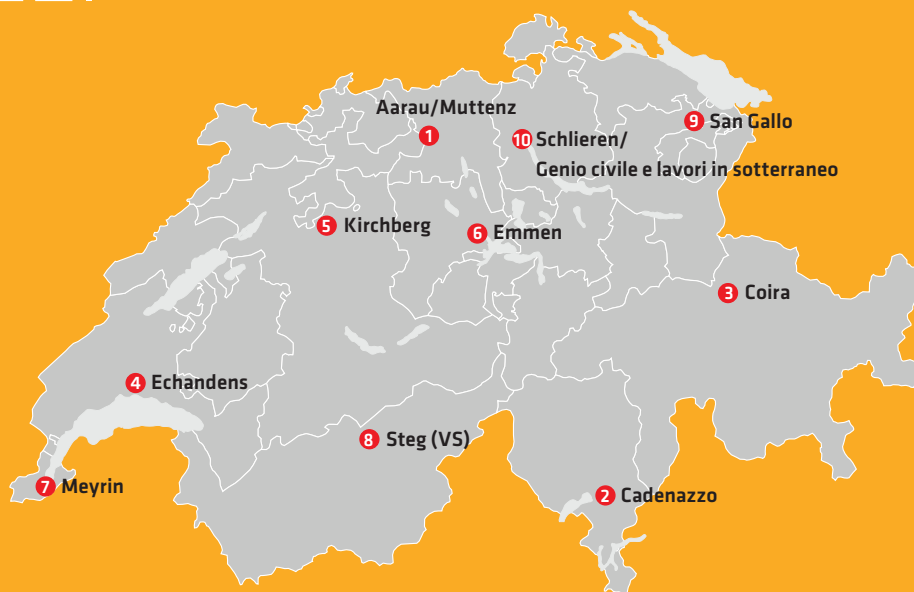 Aarau/Muttenz
1
9 San Gallo
10 Schlieren/
Genio civile e lavori in sotterraneo
5 Kirchberg
6 Emmen
3 Coira
4 Echandens
8 Steg (VS)
7 Meyrin
2 Cadenazzo